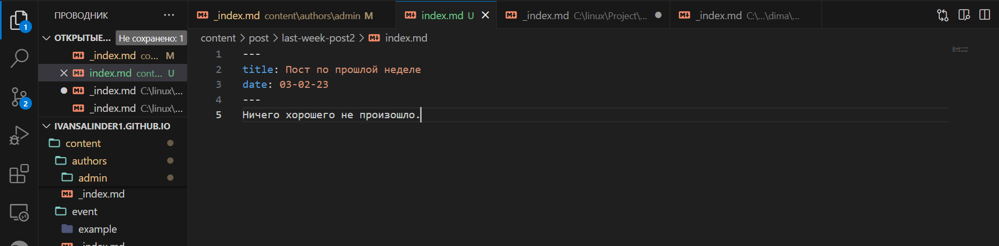 ПРОВОДНИК ...
ОТКРЫТЫЕ... Не сохранено: 1
_index.md co... M
index.md cont... U
_index.md C:\linux\...
_index.md C:\linux\...
IVANSALINDER1.GITHUB.IO
content
authors
admin
_index.md
event
example
_index.md
1
2
_index.md content\authors\admin M
index.md U
_index.md C:\linux\Project\...
_index.md C:\...\dima\...
content > post > last-week-post2 > index.md
1 ---
2 title: Пост по прошлой неделе
3 date: 03-02-23
4 ---
5 Ничего хорошего не произошло.